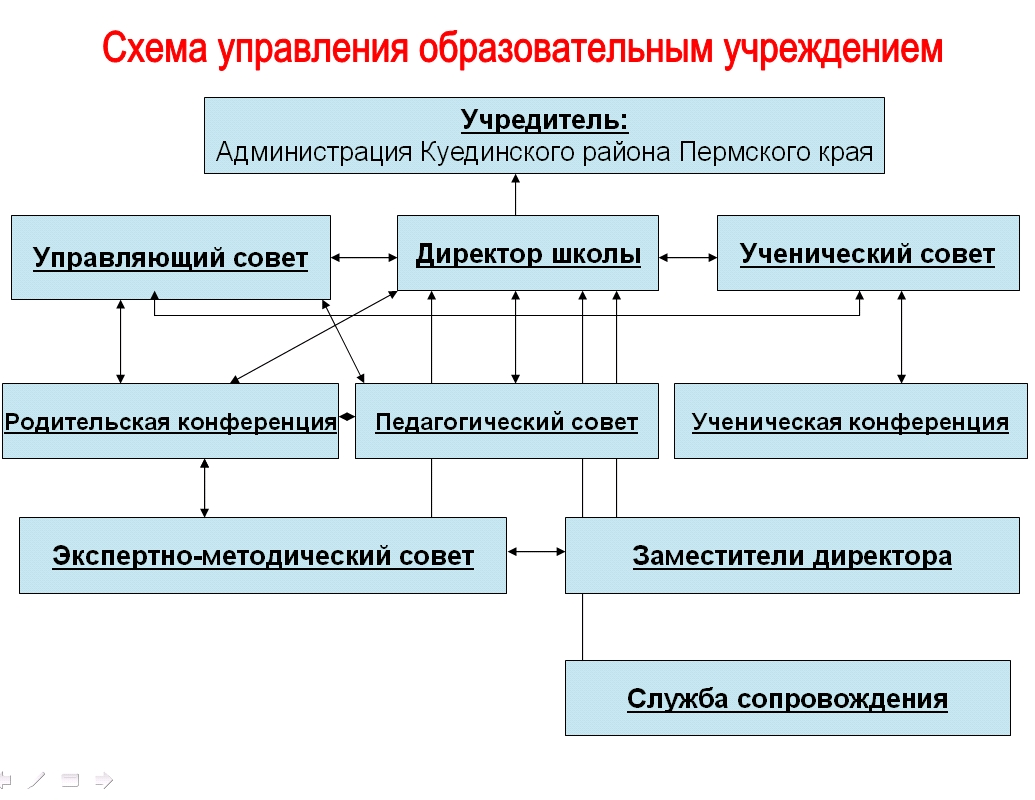 Схема управления образовательным учреждением
Учредитель:
Администрация Куединского района Пермского края
Управляющий совет
Директор школы
Ученический совет
Родительская конференция
Педагогический совет
Ученическая конференция
Экспертно-методический совет
Заместители директора
Служба сопровождения